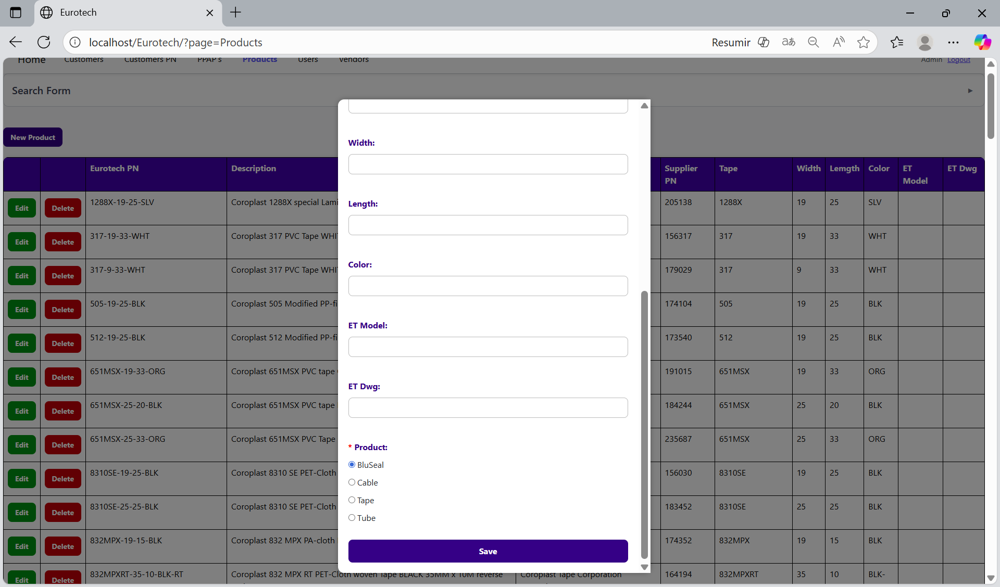 Eurotech
localhost/Eurotech/?page=Products
Resumir
Home Customers Customers PN PPAP's Products Users Vendors Admin Logout
Search Form
New Product
Eurotech PN Description Supplier PN Tape Width Lemgth Color ET Model ET Dwg
Edit Delete 1288X-19-25-SLV Coroplast 1288X special Lami 205138 1288X 19 25 SLV
Edit Delete 317-19-33-WHT Coroplast 317 PVC Tape WHI 156317 317 19 33 WHT
Edit Delete 317-9-33-WHT Coroplast 317 PVC Tape WHI 179029 317 9 33 WHT
Edit Delete 505-19-25-BLK Coroplast 505 Modified PP-fi 174104 505 19 25 BLK
Edit Delete 512-19-25-BLK Coroplast 512 Modified PP-fi 173540 512 19 25 BLK
Edit Delete 651MSX-19-33-ORG Coroplast 651MSX PVC tape 191015 651MSX 19 33 ORG
Edit Delete 651MSX-25-20-BLK Coroplast 651MSX PVC tape 184244 651MSX 25 20 BLK
Edit Delete 651MSX-25-33-ORG Coroplast 651MSX PVC Tape 235687 651MSX 25 33 ORG
Edit Delete 8310SE-19-25-BLK Coroplast 8310 SE PET-Cloth 156030 8310SE 19 25 BLK
Edit Delete 8310SE-25-25-BLK Coroplast 8310 SE PET-Cloth 183452 8310SE 25 25 BLK
Edit Delete 832MPX-19-15-BLK Coroplast 832 MPX PA-cloth 174352 832MPX 19 15 BLK
Edit Delete 832MPXRT-35-10-BLK-RT Coroplast 832 MPX RT PET-Cloth woven Tape BLACK 35MM x 10M reverse Coroplast Tape Corporation 164194 832MPXRT 35 10 BLK-
Width:
Length:
Color:
ET Model:
ET Dwg:
* Product:
BluSeal
Cable
Tape
Tube
Save